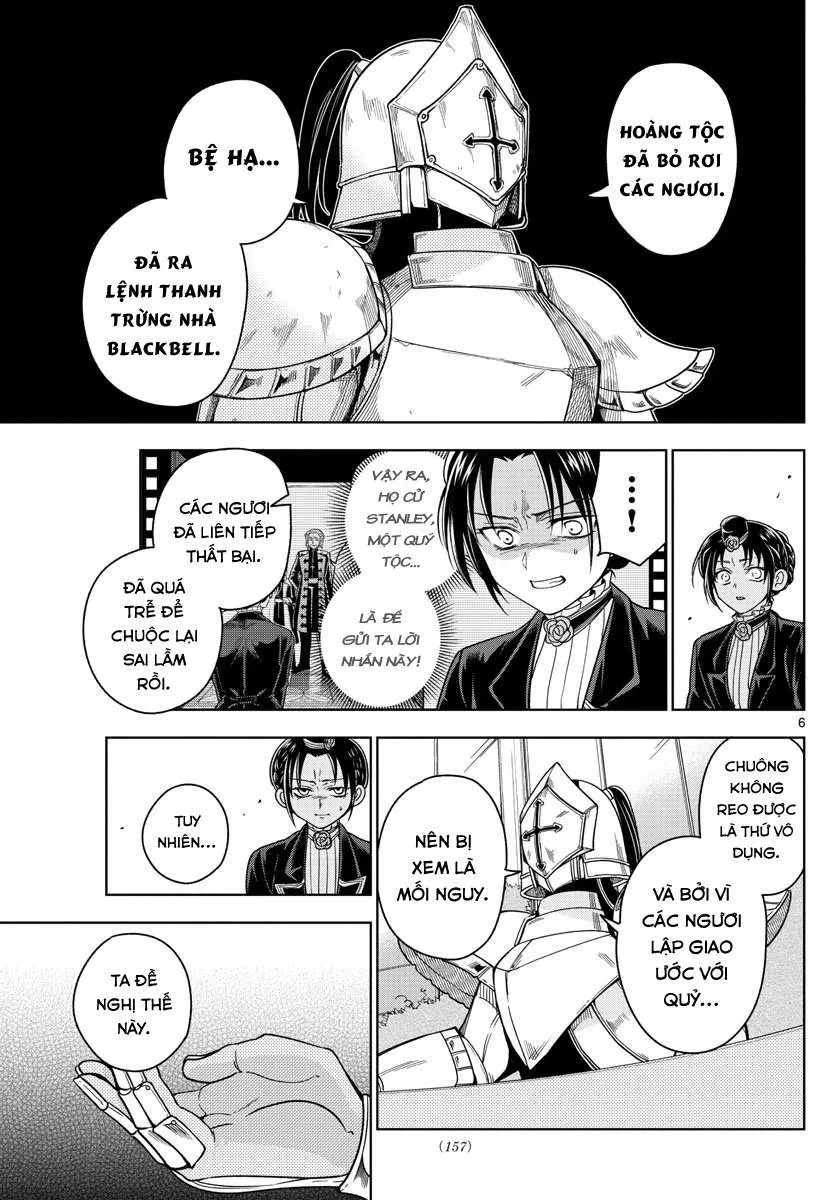 HOÀNG TỘC
ĐÃ BỎ RƠI
CÁC NGƯƠI.
BỆ HẠ...
ĐÃ RA
LỆNH THANH
TRỪNG NHÀ
BLACKBELL.
...!
VẬY RA,
HỌ CỬ
STANLEY,
MỘT QUÝ
TỘC...
LÀ ĐỂ
GỬI TA LỜI
NHẮN NÀY!
CÁC NGƯƠI
ĐÃ LIÊN TIẾP
THẤT BẠI.
ĐÃ QUÁ
TRỄ ĐỂ
CHUỘC LẠI
SAI LẦM
RỒI.
6
CHUÔNG
KHÔNG
REO ĐƯỢC
LÀ THỨ VÔ
DỤNG.
VÀ BỞI VÌ
CÁC NGƯƠI
LẬP GIAO
ƯỚC VỚI
QUỶ...
NÊN BỊ
XEM LÀ
MỐI NGUY.
TUY
NHIÊN...
TA ĐỀ
NGHỊ THẾ
NÀY.
(157)